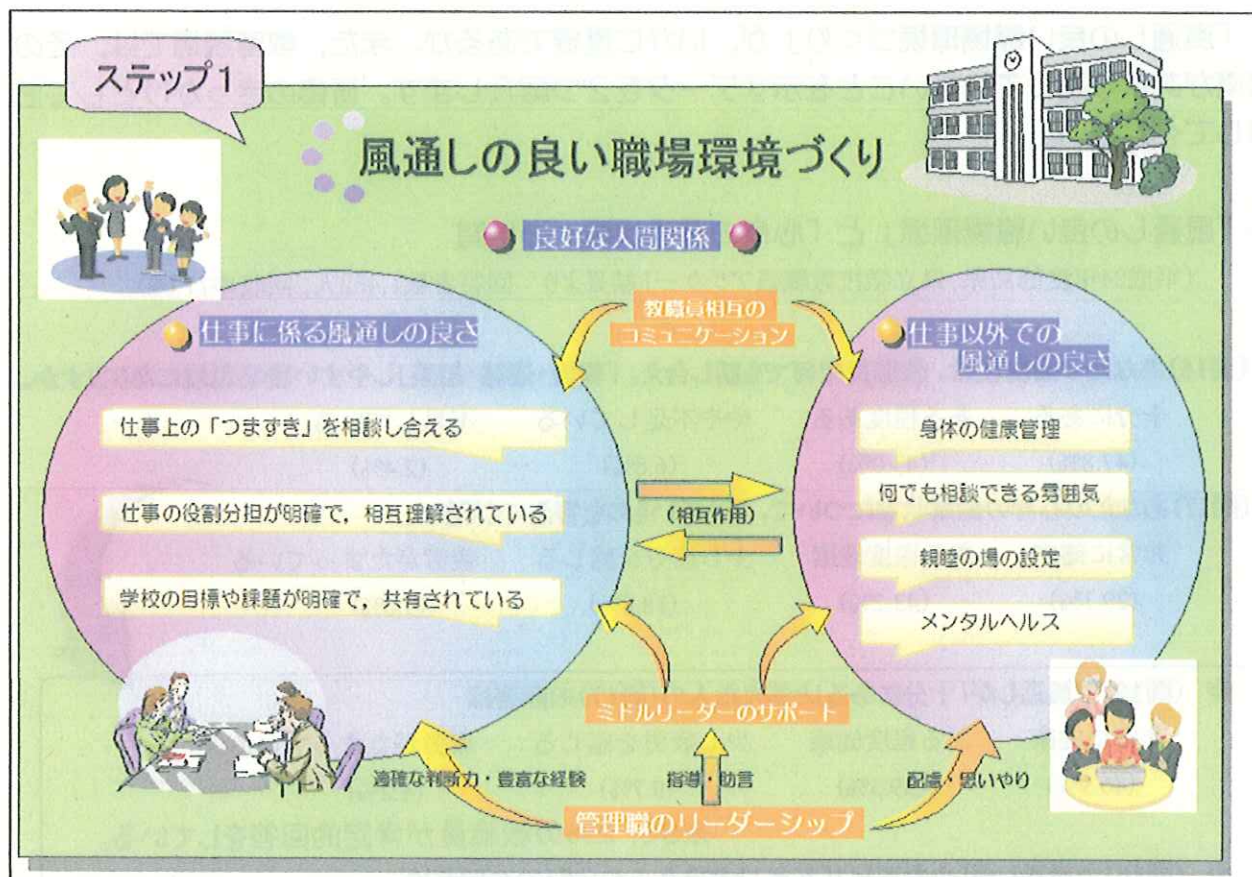 ステップ1
風通しの良い職場環境づくり
良好な人間関係
教職員相互の
コミュニケーション
仕事に係る風通しの良さ
仕事上の「つまずき」を相談し合える
仕事の役割分担が明確で,相互理解されている
学校の目標や課題が明確で,共有されている
(相互作用)
仕事以外での
風通しの良さ
身体の健康管理
何でも相談できる雰囲気
親睦の場の設定
メンタルヘルス
ミドルリーダーのサポート
適確な判断力・豊富な経験
指導・助言
配慮・思いやり
管理職のリーダーシップ